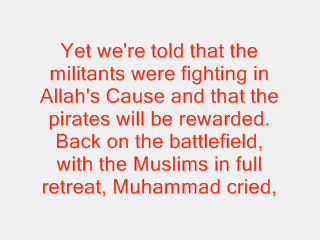 Yet we're told that the
militants were fighting in
Allah's Cause and that the
pirates will be rewarded.
Back on the battlefield,
with the Muslims in full
retreat, Muhammad cried,